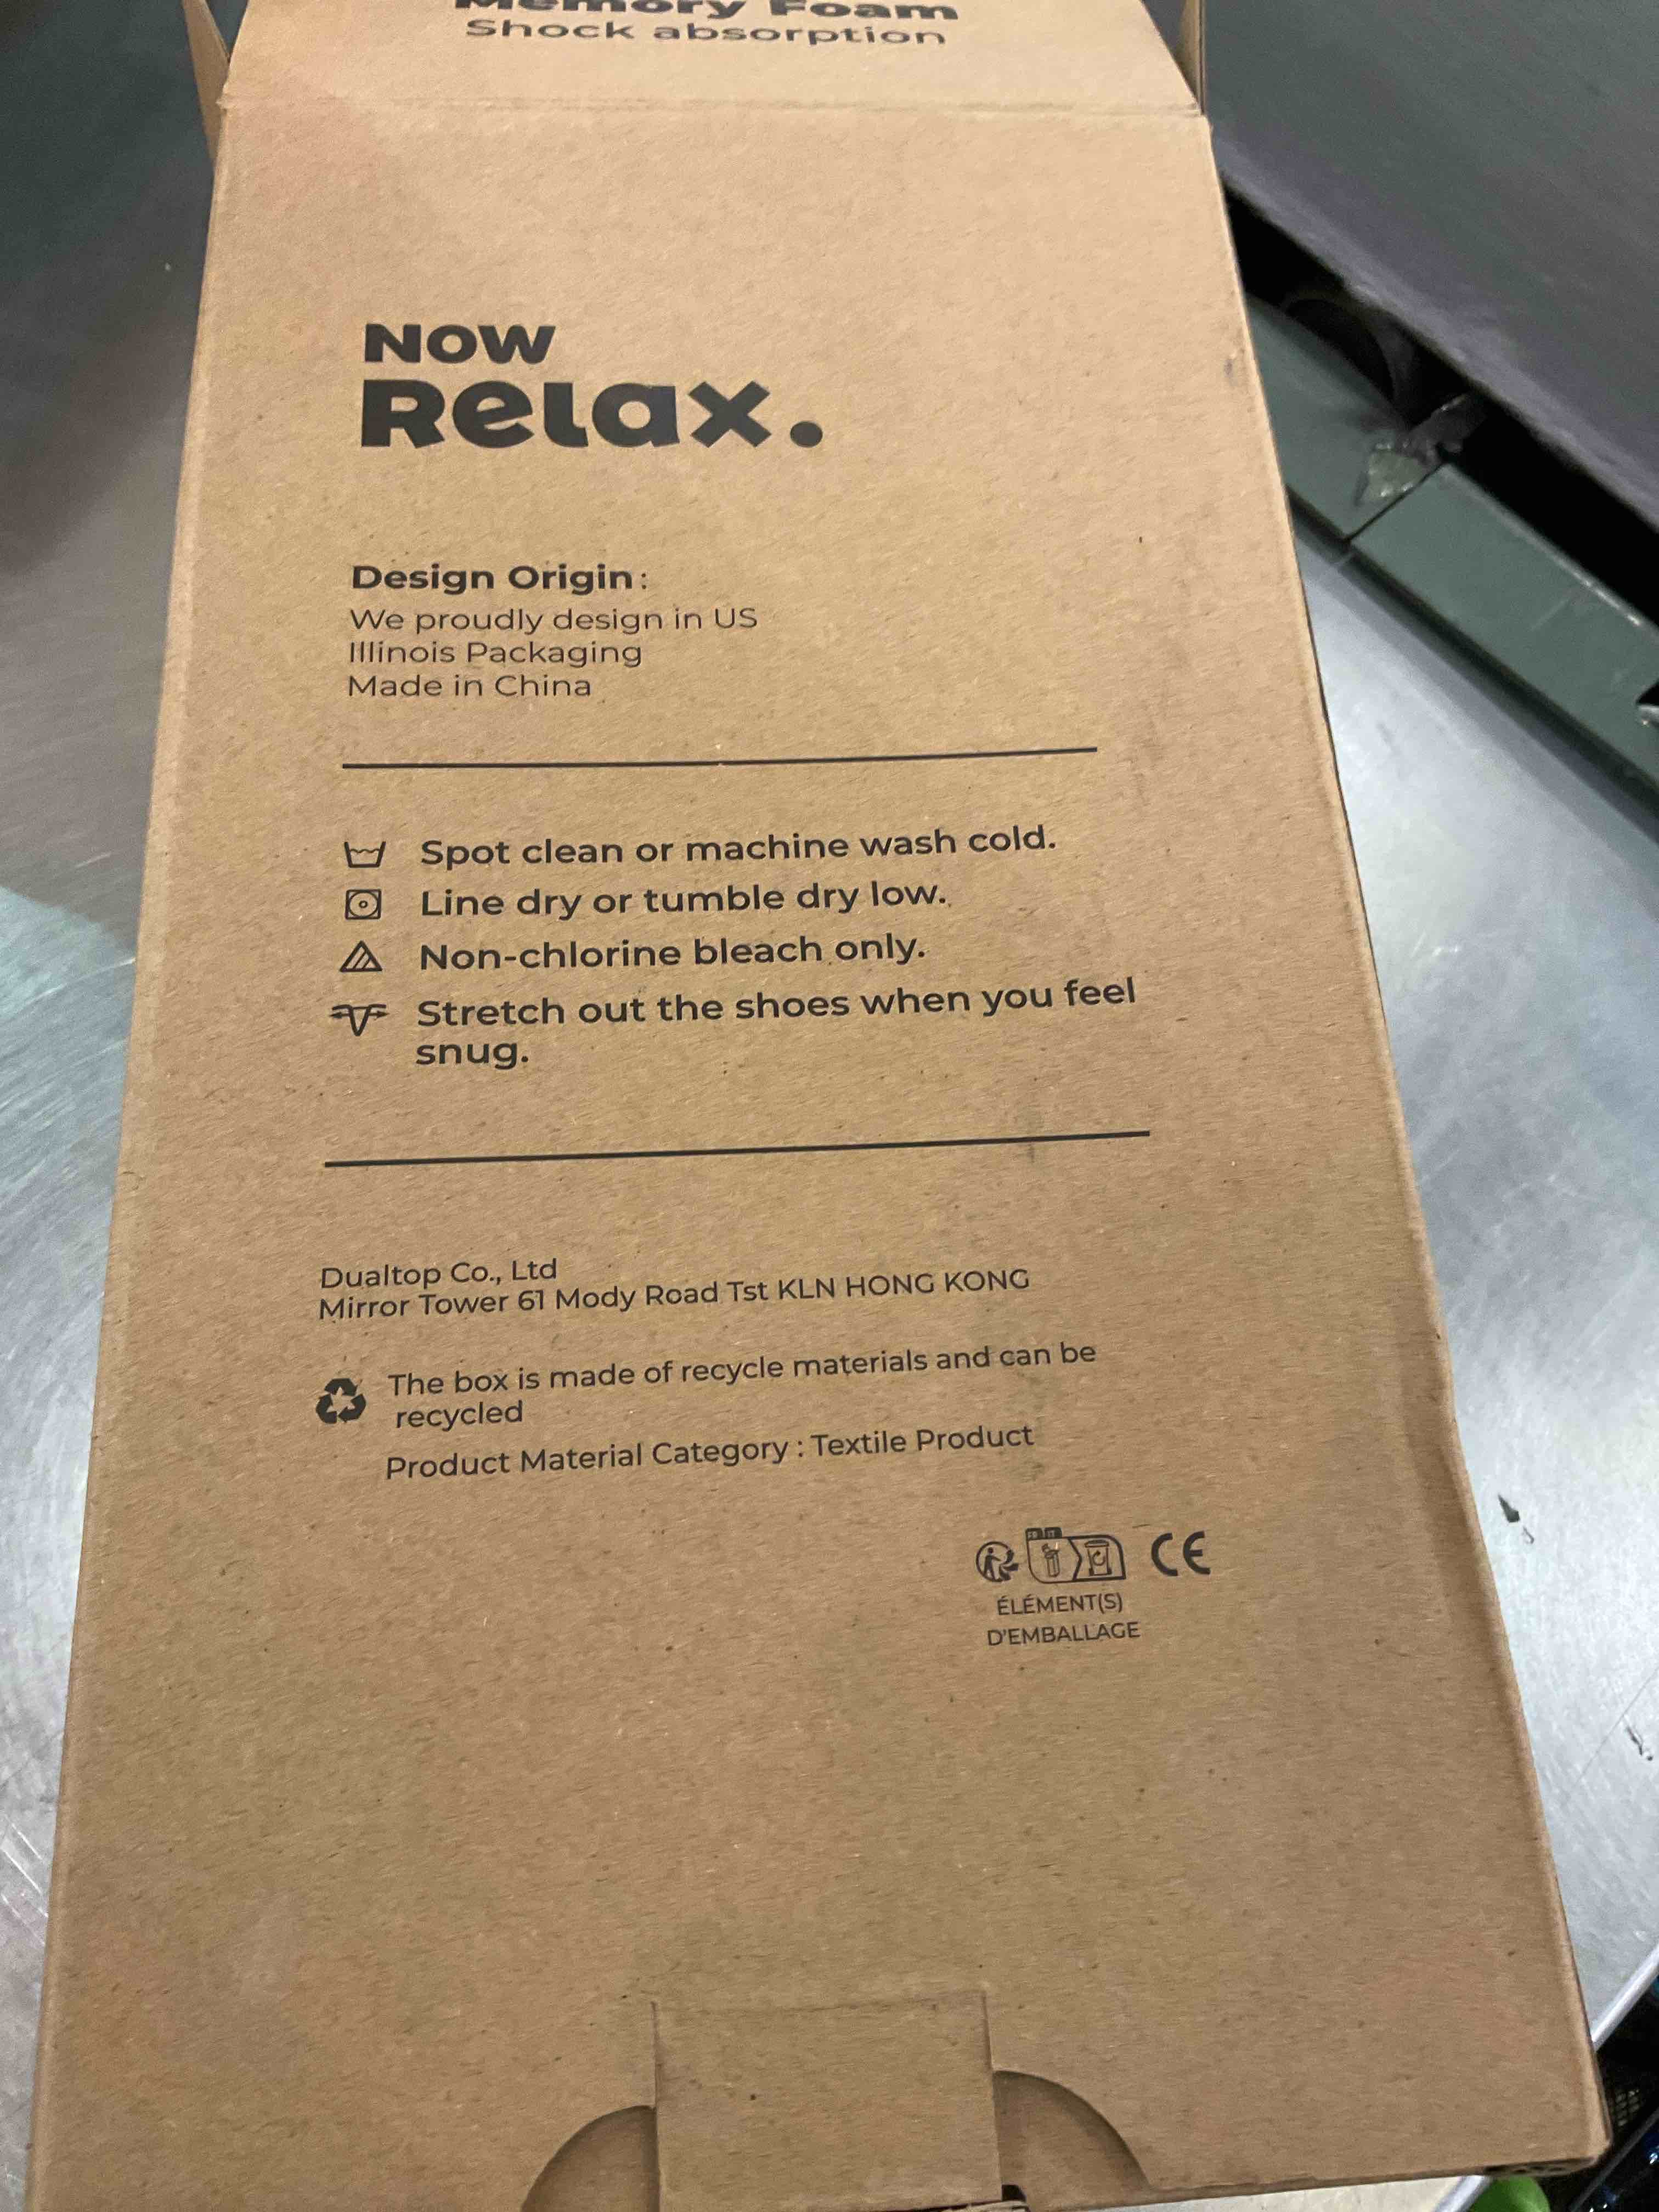 Memory Foam
Shock absorption
NOW
Relax.
Design Origin:
We proudly design in US
Illinois Packaging
Made in China
Spot clean or machine wash cold.
Line dry or tumble dry low.
Non-chlorine bleach only.
Stretch out the shoes when you feel
snug.
Dualtop Co., Ltd
Mirror Tower 61 Mody Road Tst KLN HONG KONG
The box is made of recycle materials and can be
recycled
Product Material Category : Textile Product
CE
ÉLÉMENT(S)
D'EMBALLAGE